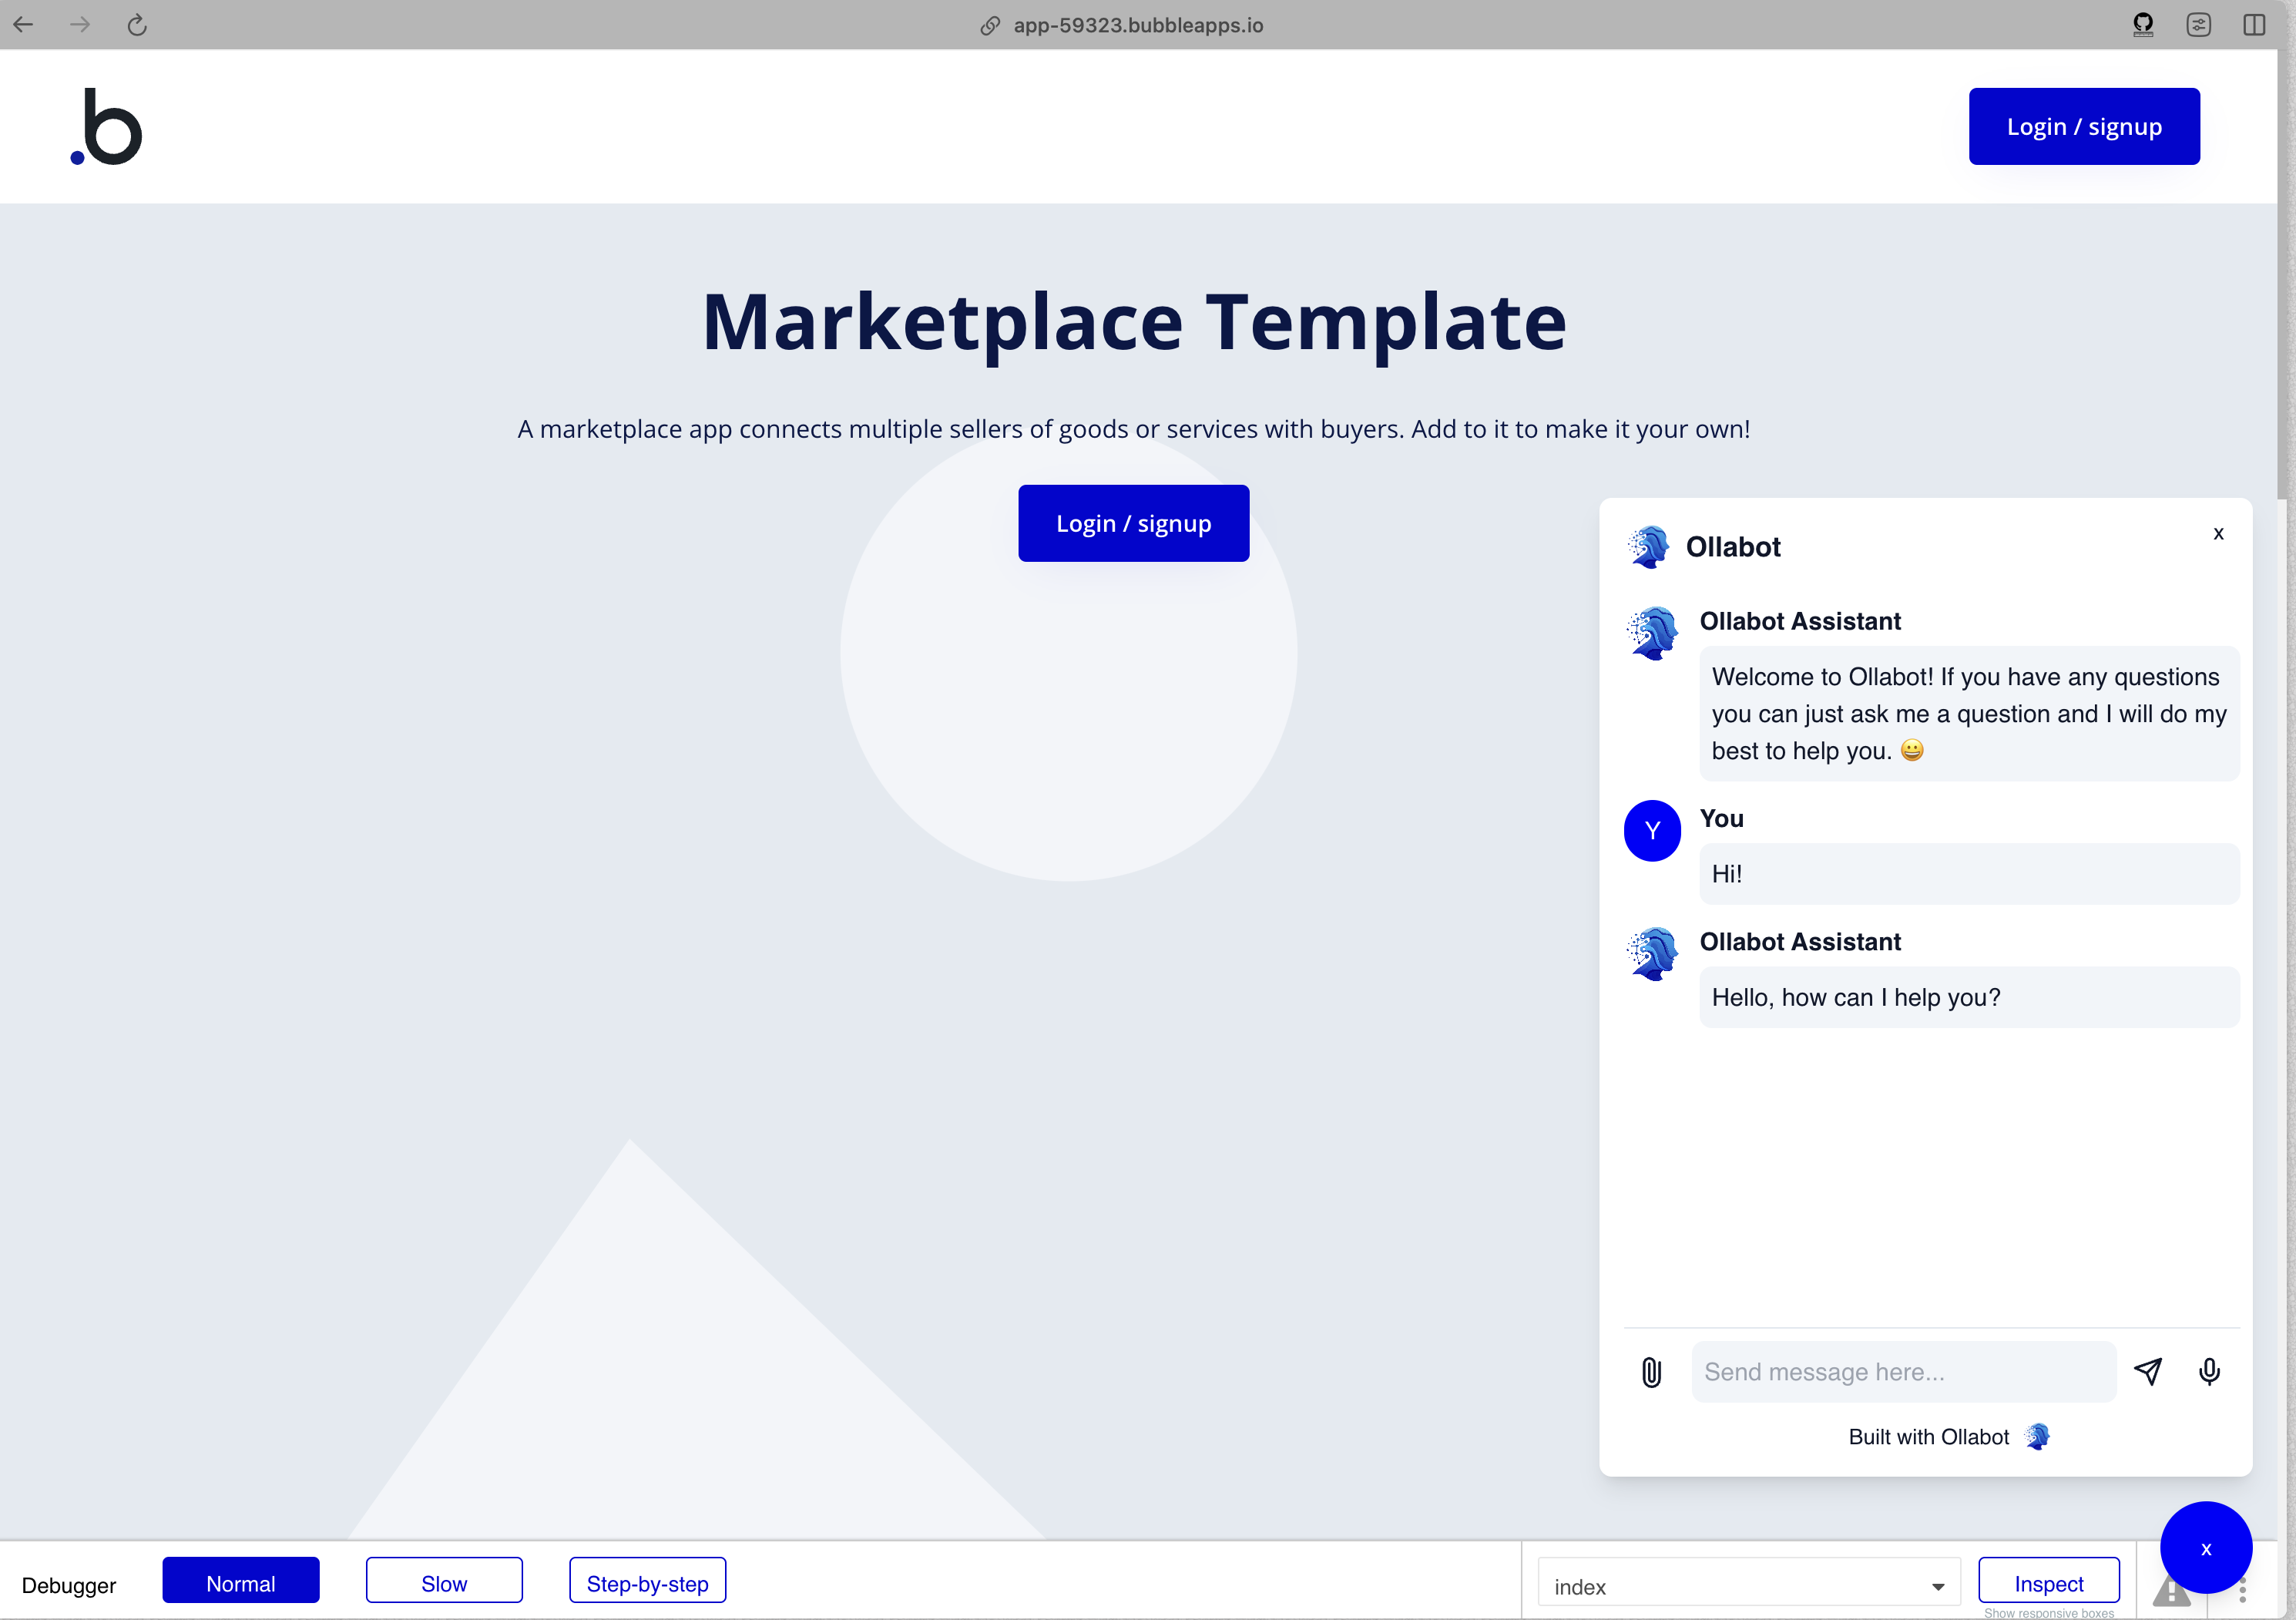 app-59323.bubbleapps.io
.b
Login / signup
Marketplace Template
A marketplace app connects multiple sellers of goods or services with buyers. Add to it to make it your own!
Login / signup
Ollabot
x
Ollabot Assistant
Welcome to Ollabot! If you have any questions
you can just ask me a question and I will do my
best to help you. 😀
Y
You
Hi!
Ollabot Assistant
Hello, how can I help you?
Send message here...
Built with Ollabot
x
Debugger
Normal
Slow
Step-by-step
index
Inspect
Show responsive boxes